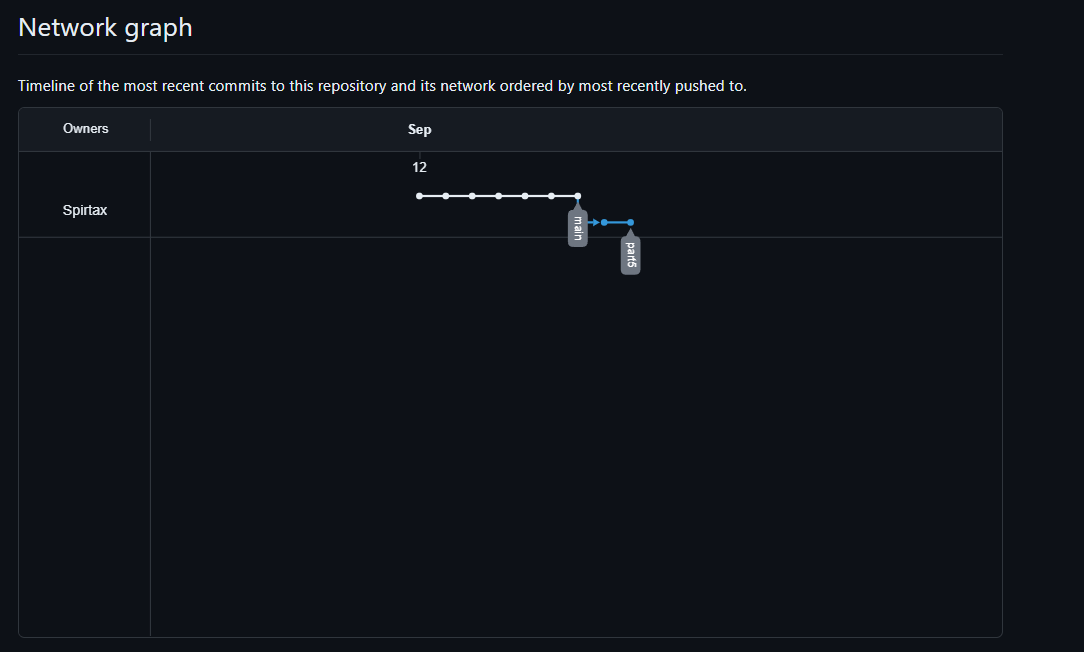 Network graph
Timeline of the most recent commits to this repository and its network ordered by most recently pushed to.
Owners
Sep
12
Spirtax
main
part5